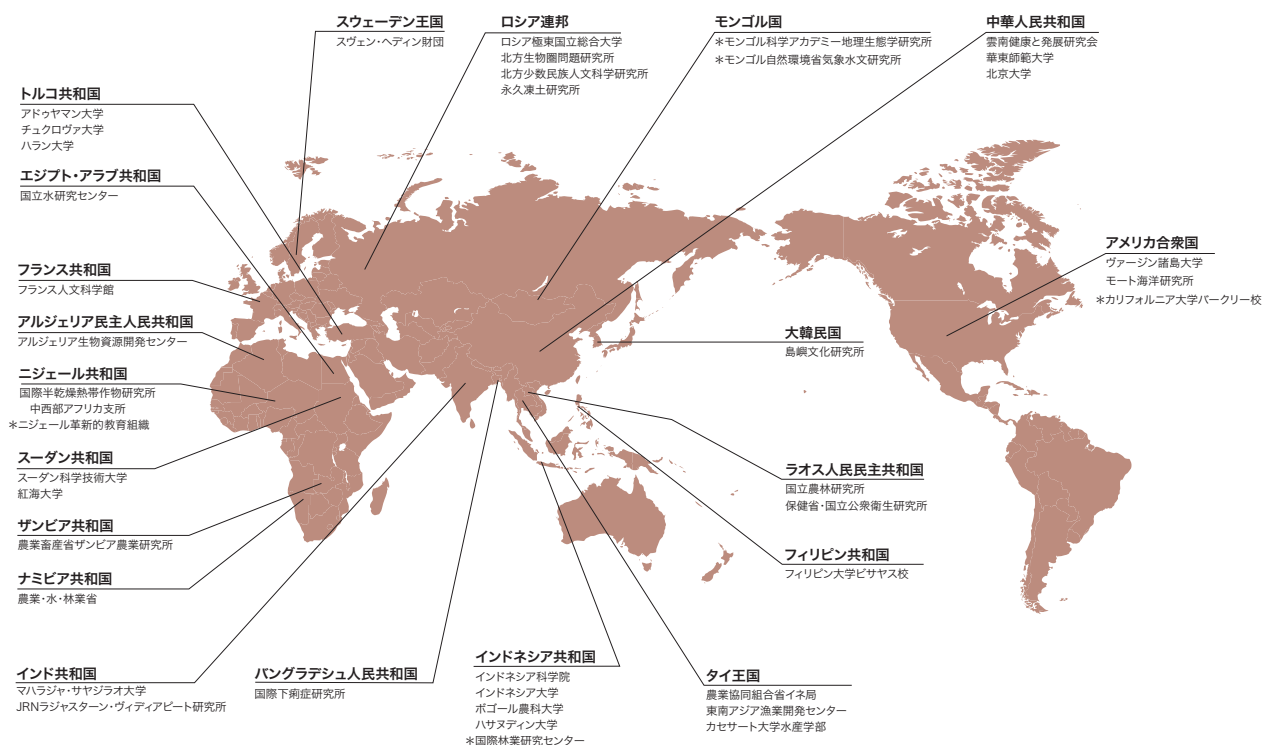 スウェーデン王国
スヴェン・ヘディン財団
ロシア連邦
ロシア極東国立総合大学
北方生物圏問題研究所
北方少数民族人文科学研究所
永久凍土研究所
モンゴル国
＊モンゴル科学アカデミー地理生態学研究所
＊モンゴル自然環境省気象水文研究所
中華人民共和国
雲南健康と発展研究会
華東師範大学
北京大学
トルコ共和国
アドゥヤマン大学
チュクロヴァ大学
ハラン大学
エジプト・アラブ共和国
国立水研究センター
フランス共和国
フランス人文科学館
アルジェリア民主人民共和国
アルジェリア生物資源開発センター
ニジェール共和国
国際半乾燥熱帯作物研究所
中西部アフリカ支所
＊ニジェール革新的教育組織
スーダン共和国
スーダン科学技術大学
紅海大学
ザンビア共和国
農業畜産省ザンビア農業研究所
ナミビア共和国
農業・水・林業省
アメリカ合衆国
ヴァージン諸島大学
モート海洋研究所
＊カリフォルニア大学バークリー校
大韓民国
島嶼文化研究所
ラオス人民民主共和国
国立農林研究所
保健省・国立公衆衛生研究所
フィリピン共和国
フィリピン大学ビサヤス校
インド共和国
マハラジャ・サヤジラオ大学
JRNラジャスターン・ヴィディアピート研究所
バングラデシュ人民共和国
国際下痢症研究所
インドネシア共和国
インドネシア科学院
インドネシア大学
ボゴール農科大学
ハサヌディン大学
＊国際林業研究センター
タイ王国
農業協同組合省イネ局
東南アジア漁業開発センター
カセサート大学水産学部